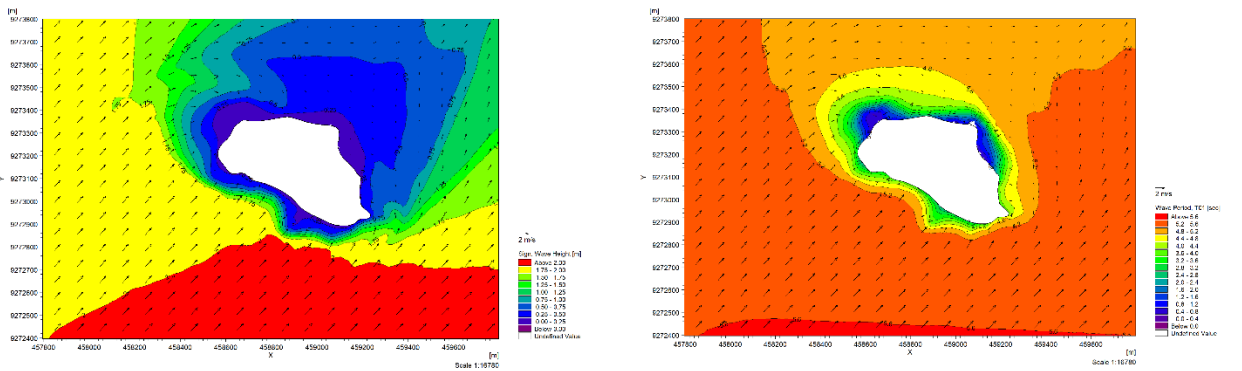 [m]
9273800
9273700
9273600
9273500
9273400
9273300
9273200
9273100
9273000
9272900
9272800
9272700
9272600
9272500
9272400
Y
457800 458000 458200 458400 458600 458800 459000 459200 459400 459600
X
[m]
Scale 1:16780
2 m/s
Sign. Wave Height [m]
Above 2.00
1.75 - 2.00
1.50 - 1.75
1.25 - 1.50
1.00 - 1.25
0.75 - 1.00
0.50 - 0.75
0.25 - 0.50
0.00 - 0.25
Below 0.00
Undefined Value
[m]
9273800
9273700
9273600
9273500
9273400
9273300
9273200
9273100
9273000
9272900
9272800
9272700
9272600
9272500
9272400
Y
457800 458000 458200 458400 458600 458800 459000 459200 459400 459600
X
[m]
Scale 1:16780
2 m/s
Above 5.6
5.2 - 5.6
4.8 - 5.2
4.4 - 4.8
4.0 - 4.4
3.6 - 4.0
3.2 - 3.6
2.8 - 3.2
2.4 - 2.8
2.0 - 2.4
1.6 - 2.0
1.2 - 1.6
0.8 - 1.2
0.4 - 0.8
0.0 - 0.4
Below 0.0
Undefined Value